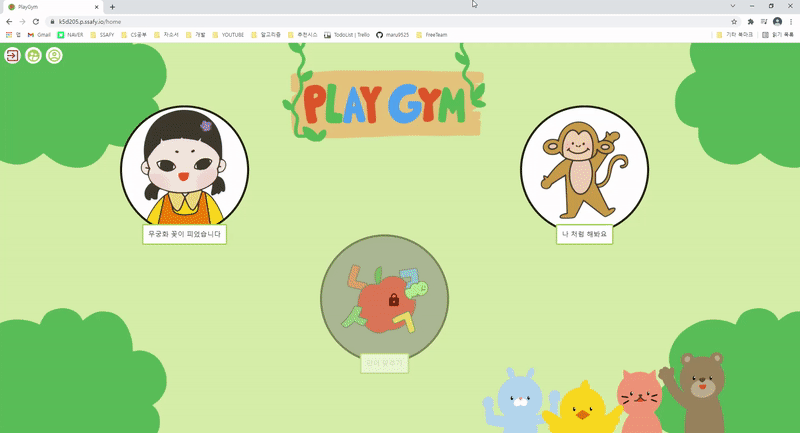 PlayGym
k5d205.p.ssafy.io/home
앱
Gmail
NAVER
SSAFY
CS공부
자소서
개발
YOUTUBE
알고리즘
추천시스
TodoList | Trello
maru9525
FreeTeam
기타 북마크
읽기 목록
PLAY GYM
무궁화 꽃이 피었습니다
나 처럼 해봐요
단어 맞추기